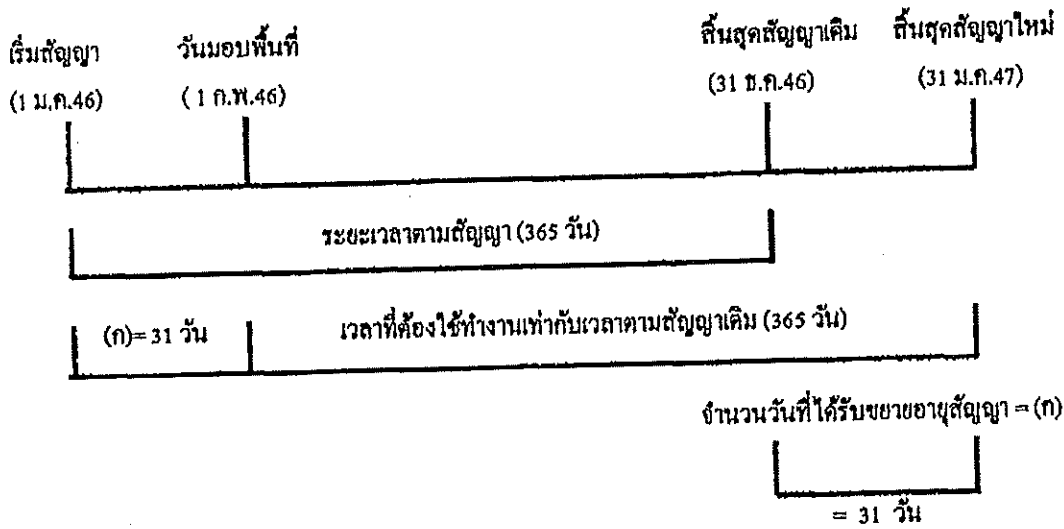 เริ่มสัญญา วันมอบพื้นที่ สิ้นสุดสัญญาเดิม สิ้นสุดสัญญาใหม่
(1 ม.ค.46) ( 1 ก.พ.46) (31 ธ.ค.46) (31 ม.ค.47)
ระยะเวลาตามสัญญา (365 วัน)
(ก)= 31 วัน เวลาที่ต้องใช้ทำงานเท่ากับเวลาตามสัญญาเดิม (365 วัน)
จำนวนวันที่ได้รับขยายอายุสัญญา = (ก)
= 31 วัน